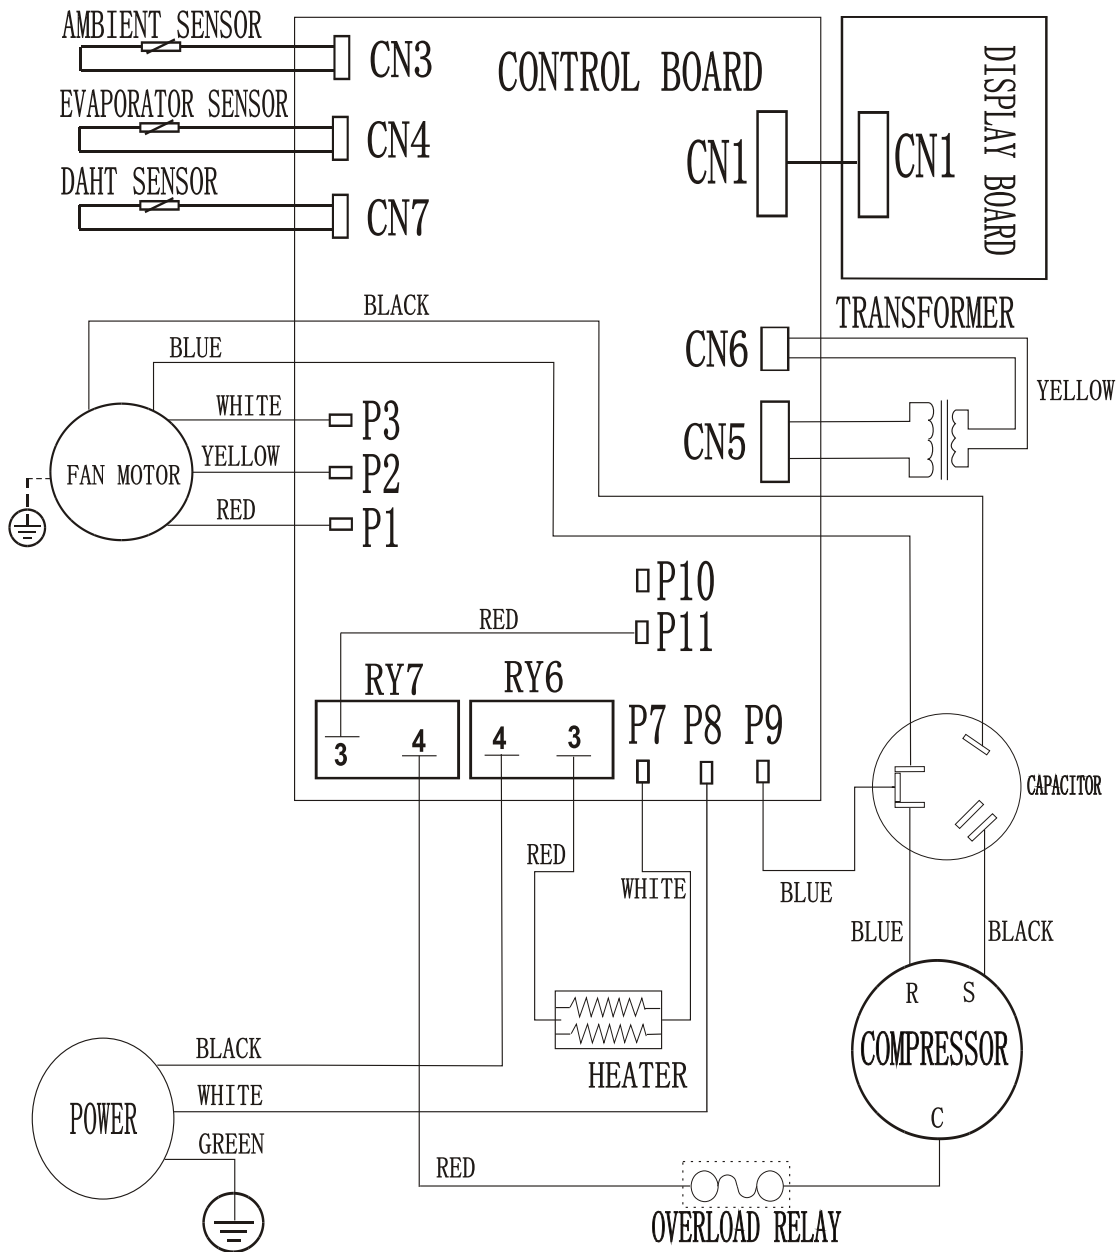 AMBIENT SENSOR
CN3
CONTROL BOARD
DISPLAY BOARD
EVAPORATOR SENSOR
CN4
CN1
CN1
DAHT SENSOR
CN7
BLACK
TRANSFORMER
BLUE
CN6
YELLOW
WHITE
P3
CN5
FAN MOTOR
YELLOW
P2
RED
P1
P10
RED
P11
RY7
RY6
P7
P8
P9
3
4
4
3
CAPACITOR
RED
WHITE
BLUE
BLUE
BLACK
R
S
COMPRESSOR
C
HEATER
BLACK
WHITE
POWER
GREEN
RED
OVERLOAD RELAY